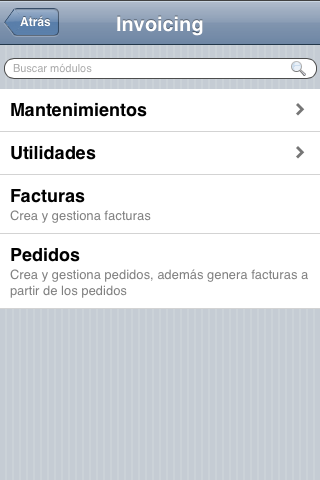 Atrás
Invoicing
Buscar módulos
Mantenimientos
Utilidades
Facturas
Crea y gestiona facturas
Pedidos
Crea y gestiona pedidos, además genera facturas a
partir de los pedidos